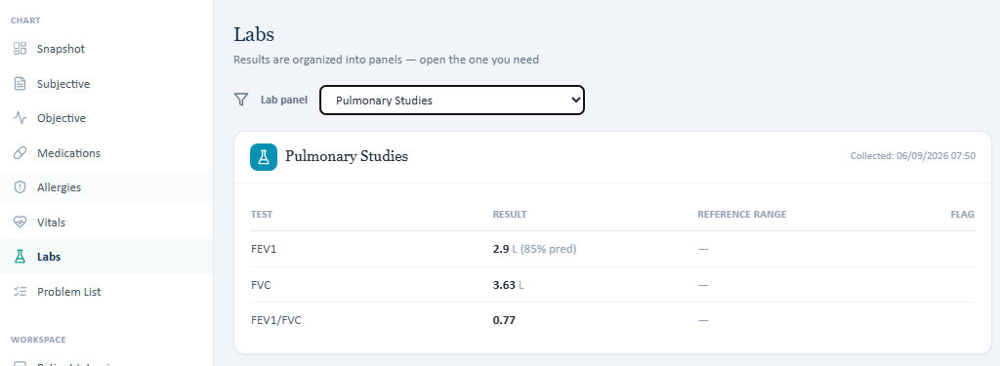 CHART
Snapshot
Subjective
Objective
Medications
Allergies
Vitals
Labs
Problem List
WORKSPACE
Labs
Results are organized into panels — open the one you need
Lab panel Pulmonary Studies
Pulmonary Studies Collected: 06/09/2026 07:50
TEST RESULT REFERENCE RANGE FLAG
FEV1 2.9 L (85% pred) —
FVC 3.63 L —
FEV1/FVC 0.77 —